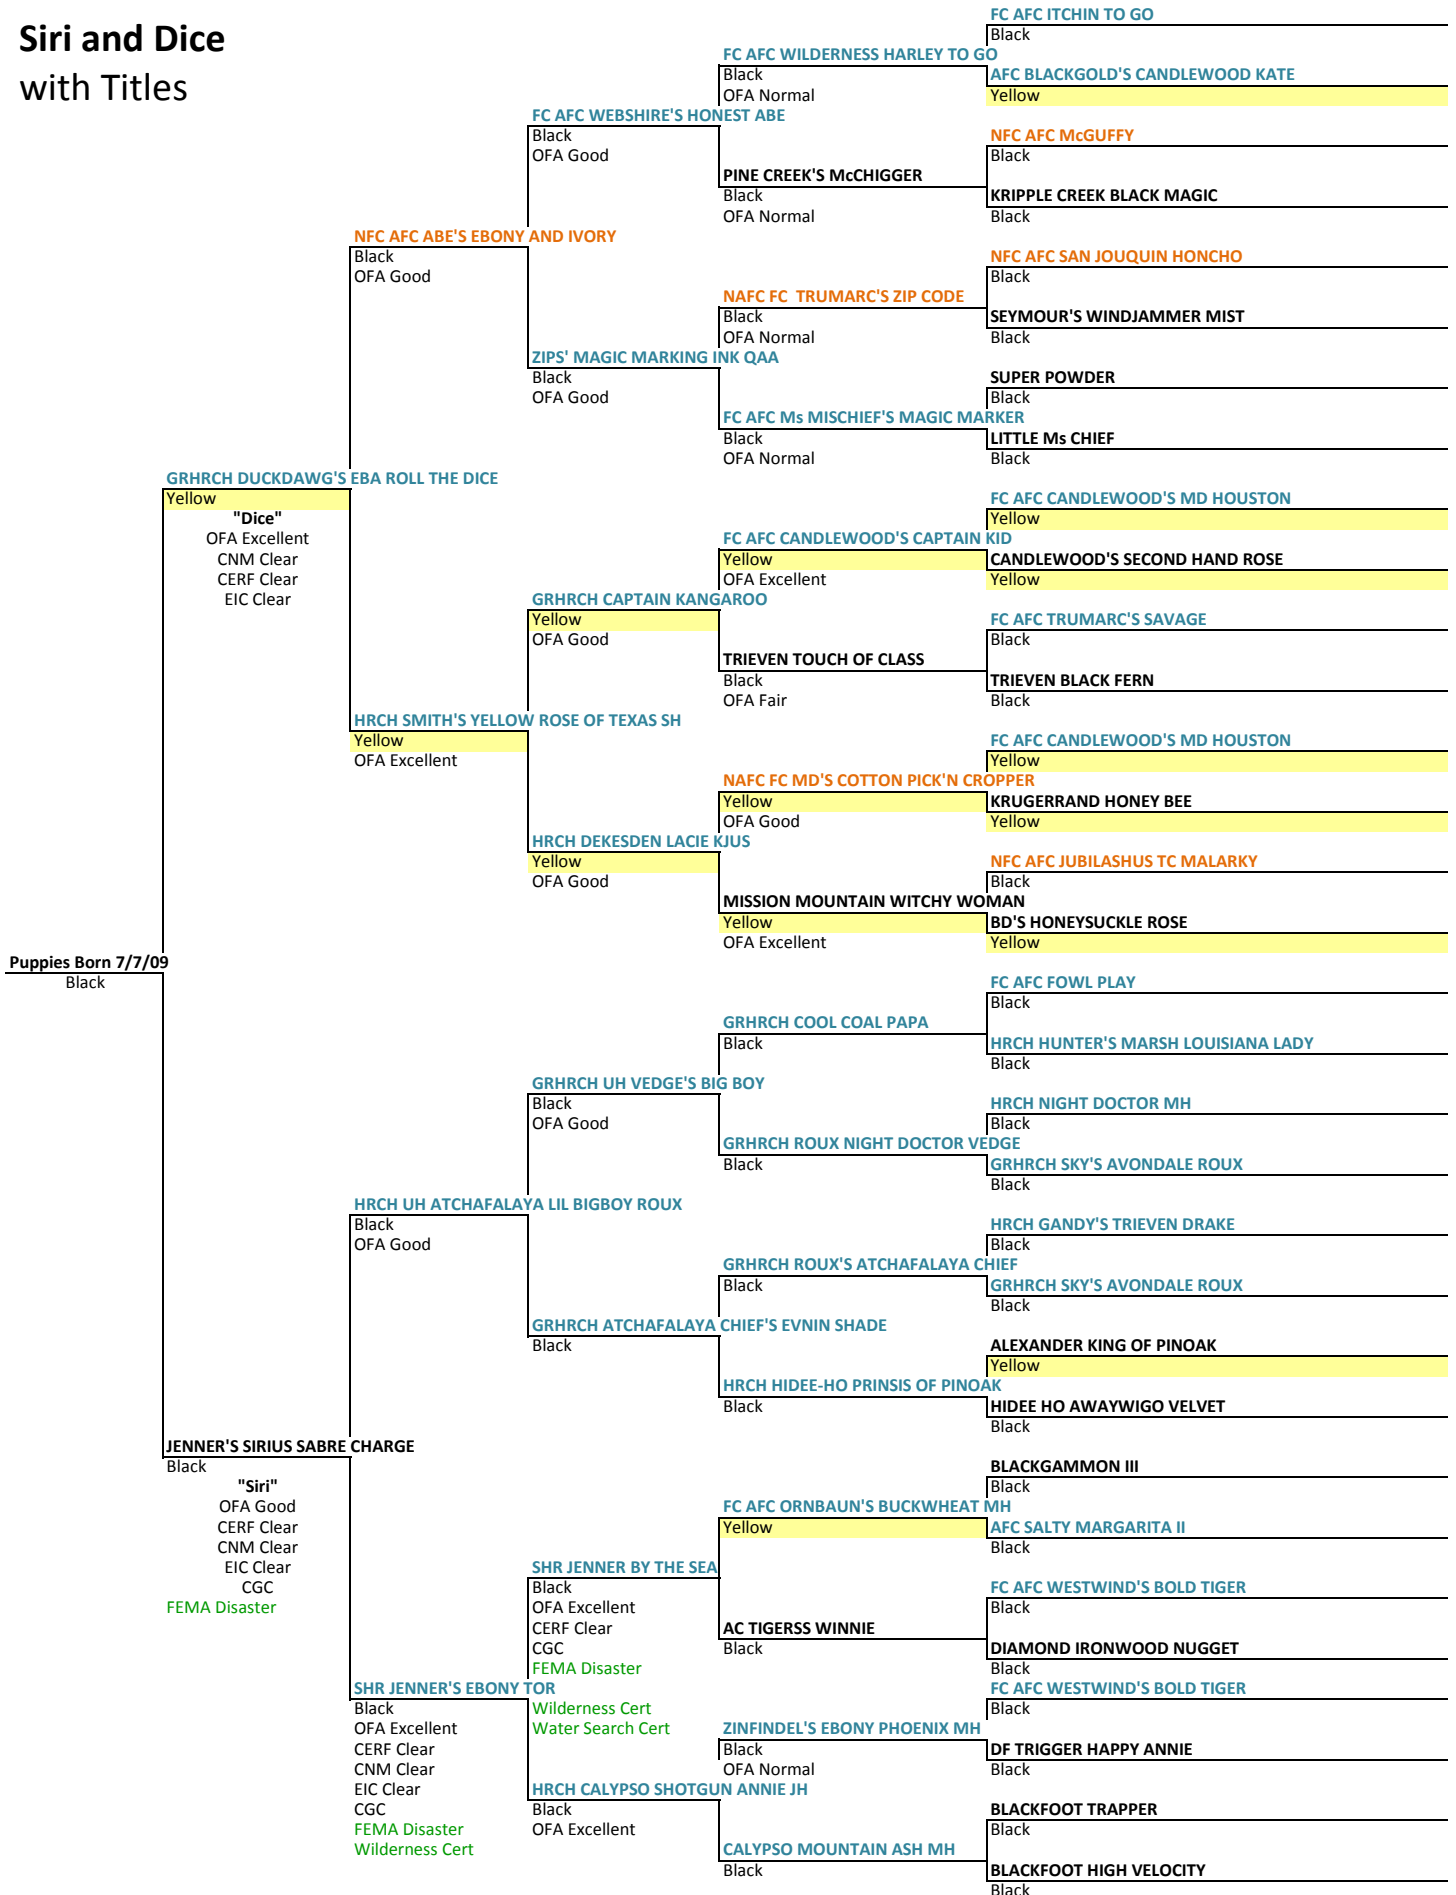 Siri and Dice
with Titles
FC AFC ITCHIN TO GO
Black
FC AFC WILDERNESS HARLEY TO GO
Black
OFA Normal
AFC BLACKGOLD'S CANDLEWOOD KATE
Yellow
FC AFC WEBSHIRE'S HONEST ABE
Black
OFA Good
NFC AFC McGUFFY
Black
PINE CREEK'S McCHIGGER
Black
OFA Normal
KRIPPLE CREEK BLACK MAGIC
Black
NFC AFC ABE'S EBONY AND IVORY
Black
OFA Good
NFC AFC SAN JOUQUIN HONCHO
Black
NAFC FC  TRUMARC'S ZIP CODE
Black
OFA Normal
SEYMOUR'S WINDJAMMER MIST
Black
ZIPS' MAGIC MARKING INK QAA
Black
OFA Good
SUPER POWDER
Black
FC AFC Ms MISCHIEF'S MAGIC MARKER
Black
OFA Normal
LITTLE Ms CHIEF
Black
GRHRCH DUCKDAWG'S EBA ROLL THE DICE
Yellow
"Dice"
OFA Excellent
CNM Clear
CERF Clear
EIC Clear
FC AFC CANDLEWOOD'S MD HOUSTON
Yellow
FC AFC CANDLEWOOD'S CAPTAIN KID
Yellow
OFA Excellent
CANDLEWOOD'S SECOND HAND ROSE
Yellow
GRHRCH CAPTAIN KANGAROO
Yellow
OFA Good
FC AFC TRUMARC'S SAVAGE
Black
TRIEVEN TOUCH OF CLASS
Black
OFA Fair
TRIEVEN BLACK FERN
Black
HRCH SMITH'S YELLOW ROSE OF TEXAS SH
Yellow
OFA Excellent
FC AFC CANDLEWOOD'S MD HOUSTON
Yellow
NAFC FC MD'S COTTON PICK'N CROPPER
Yellow
OFA Good
KRUGERRAND HONEY BEE
Yellow
HRCH DEKESDEN LACIE KJUS
Yellow
OFA Good
NFC AFC JUBILASHUS TC MALARKY
Black
MISSION MOUNTAIN WITCHY WOMAN
Yellow
OFA Excellent
BD'S HONEYSUCKLE ROSE
Yellow
Puppies Born 7/7/09
Black
FC AFC FOWL PLAY
Black
GRHRCH COOL COAL PAPA
Black
HRCH HUNTER'S MARSH LOUISIANA LADY
Black
GRHRCH UH VEDGE'S BIG BOY
Black
OFA Good
HRCH NIGHT DOCTOR MH
Black
GRHRCH ROUX NIGHT DOCTOR VEDGE
Black
GRHRCH SKY'S AVONDALE ROUX
Black
HRCH UH ATCHAFALAYA LIL BIGBOY ROUX
Black
OFA Good
HRCH GANDY'S TRIEVEN DRAKE
Black
GRHRCH ROUX'S ATCHAFALAYA CHIEF
Black
GRHRCH SKY'S AVONDALE ROUX
Black
GRHRCH ATCHAFALAYA CHIEF'S EVNIN SHADE
Black
ALEXANDER KING OF PINOAK
Yellow
HRCH HIDEE-HO PRINSIS OF PINOAK
Black
HIDEE HO AWAYWIGO VELVET
Black
JENNER'S SIRIUS SABRE CHARGE
Black
"Siri"
OFA Good
CERF Clear
CNM Clear
EIC Clear
CGC
FEMA Disaster
BLACKGAMMON III
Black
FC AFC ORNBAUN'S BUCKWHEAT MH
Yellow
AFC SALTY MARGARITA II
Black
SHR JENNER BY THE SEA
Black
OFA Excellent
CERF Clear
CGC
FEMA Disaster
Wilderness Cert
Water Search Cert
FC AFC WESTWIND'S BOLD TIGER
Black
AC TIGERSS WINNIE
Black
DIAMOND IRONWOOD NUGGET
Black
SHR JENNER'S EBONY TOR
Black
OFA Excellent
CERF Clear
CNM Clear
EIC Clear
CGC
FEMA Disaster
Wilderness Cert
FC AFC WESTWIND'S BOLD TIGER
Black
ZINFINDEL'S EBONY PHOENIX MH
Black
OFA Normal
DF TRIGGER HAPPY ANNIE
Black
HRCH CALYPSO SHOTGUN ANNIE JH
Black
OFA Excellent
BLACKFOOT TRAPPER
Black
CALYPSO MOUNTAIN ASH MH
Black
BLACKFOOT HIGH VELOCITY
Black